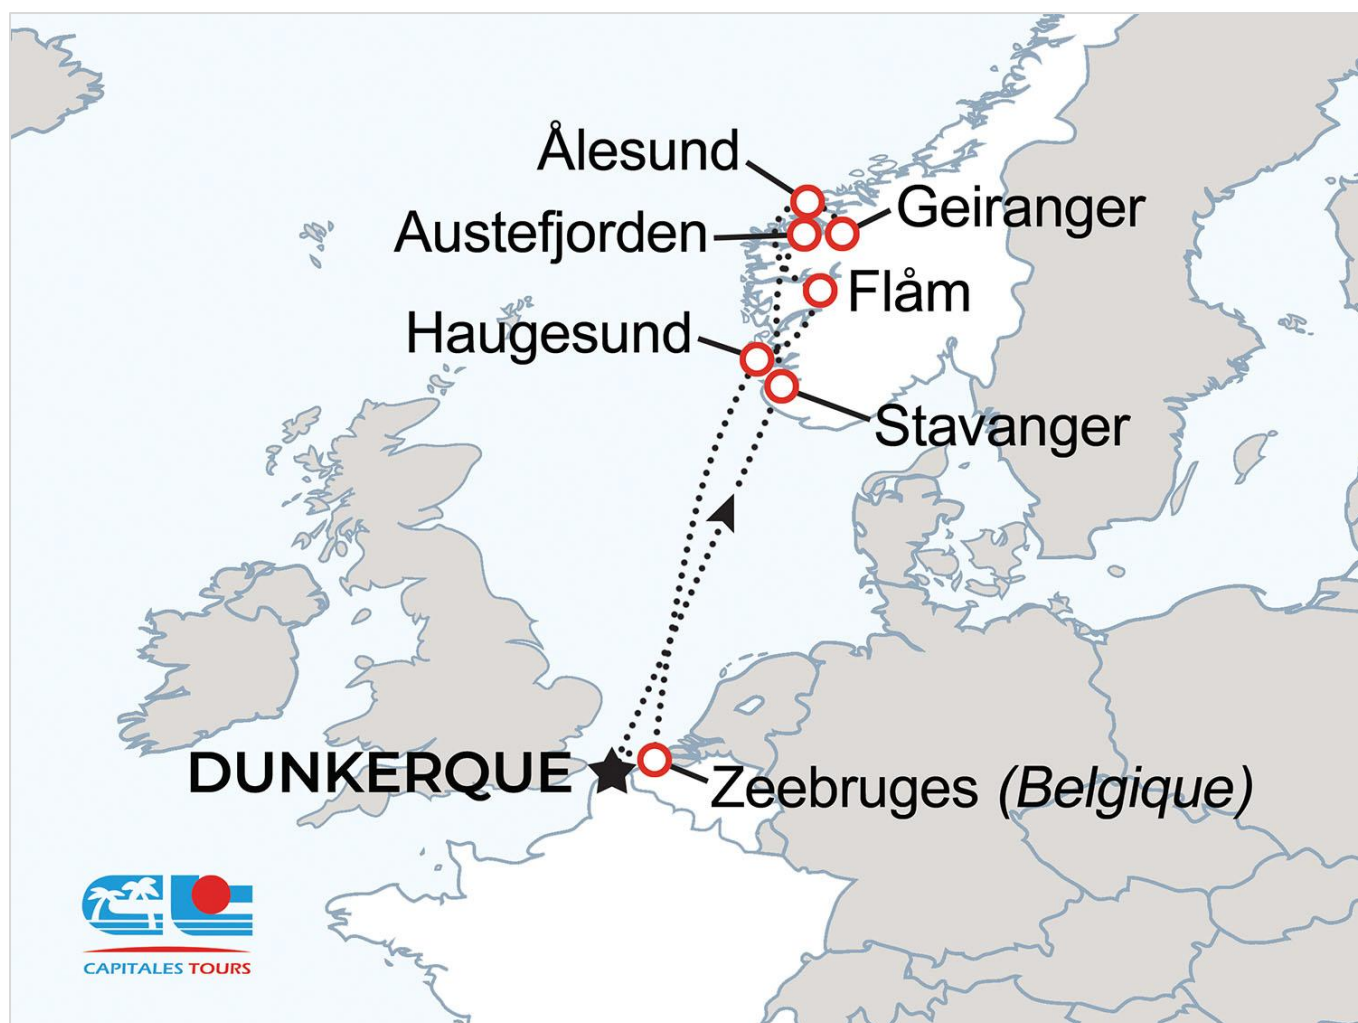 Ålesund
Geiranger
Austefjorden
Flåm
Haugesund
Stavanger
DUNKERQUE
Zeebruges (Belgique)
CAPITALES TOURS